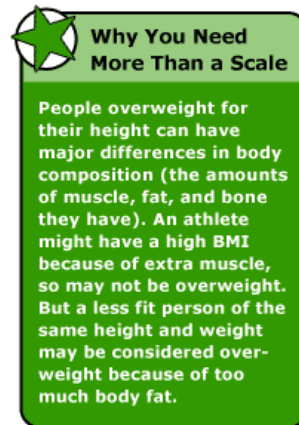 Why You Need
More Than a Scale
People overweight for
their height can have
major differences in body
composition (the amounts
of muscle, fat, and bone
they have). An athlete
might have a high BMI
because of extra muscle,
so may not be overweight.
But a less fit person of the
same height and weight
may be considered over-
weight because of too
much body fat.